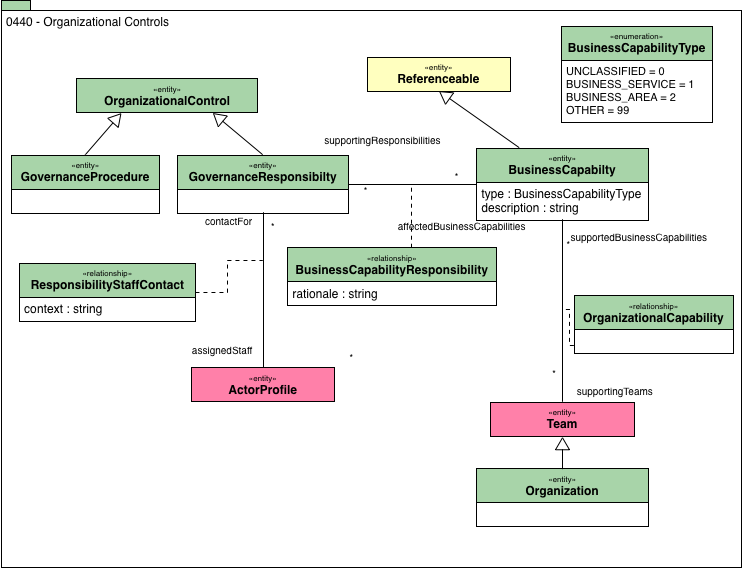 0440 - Organizational Controls
«enumeration»
BusinessCapabilityType
UNCLASSIFIED = 0
BUSINESS_SERVICE = 1
BUSINESS_AREA = 2
OTHER = 99
«entity»
Referenceable
«entity»
OrganizationalControl
supportingResponsibilities
«entity»
GovernanceProcedure
«entity»
GovernanceResponsibilty
*
*
«entity»
BusinessCapabilty
type : BusinessCapabilityType
description : string
contactFor
*
affectedBusinessCapabilities
*
supportedBusinessCapabilities
«relationship»
ResponsibilityStaffContact
context : string
«relationship»
BusinessCapabilityResponsibility
rationale : string
«relationship»
OrganizationalCapability
assignedStaff
*
«entity»
ActorProfile
*
supportingTeams
«entity»
Team
«entity»
Organization